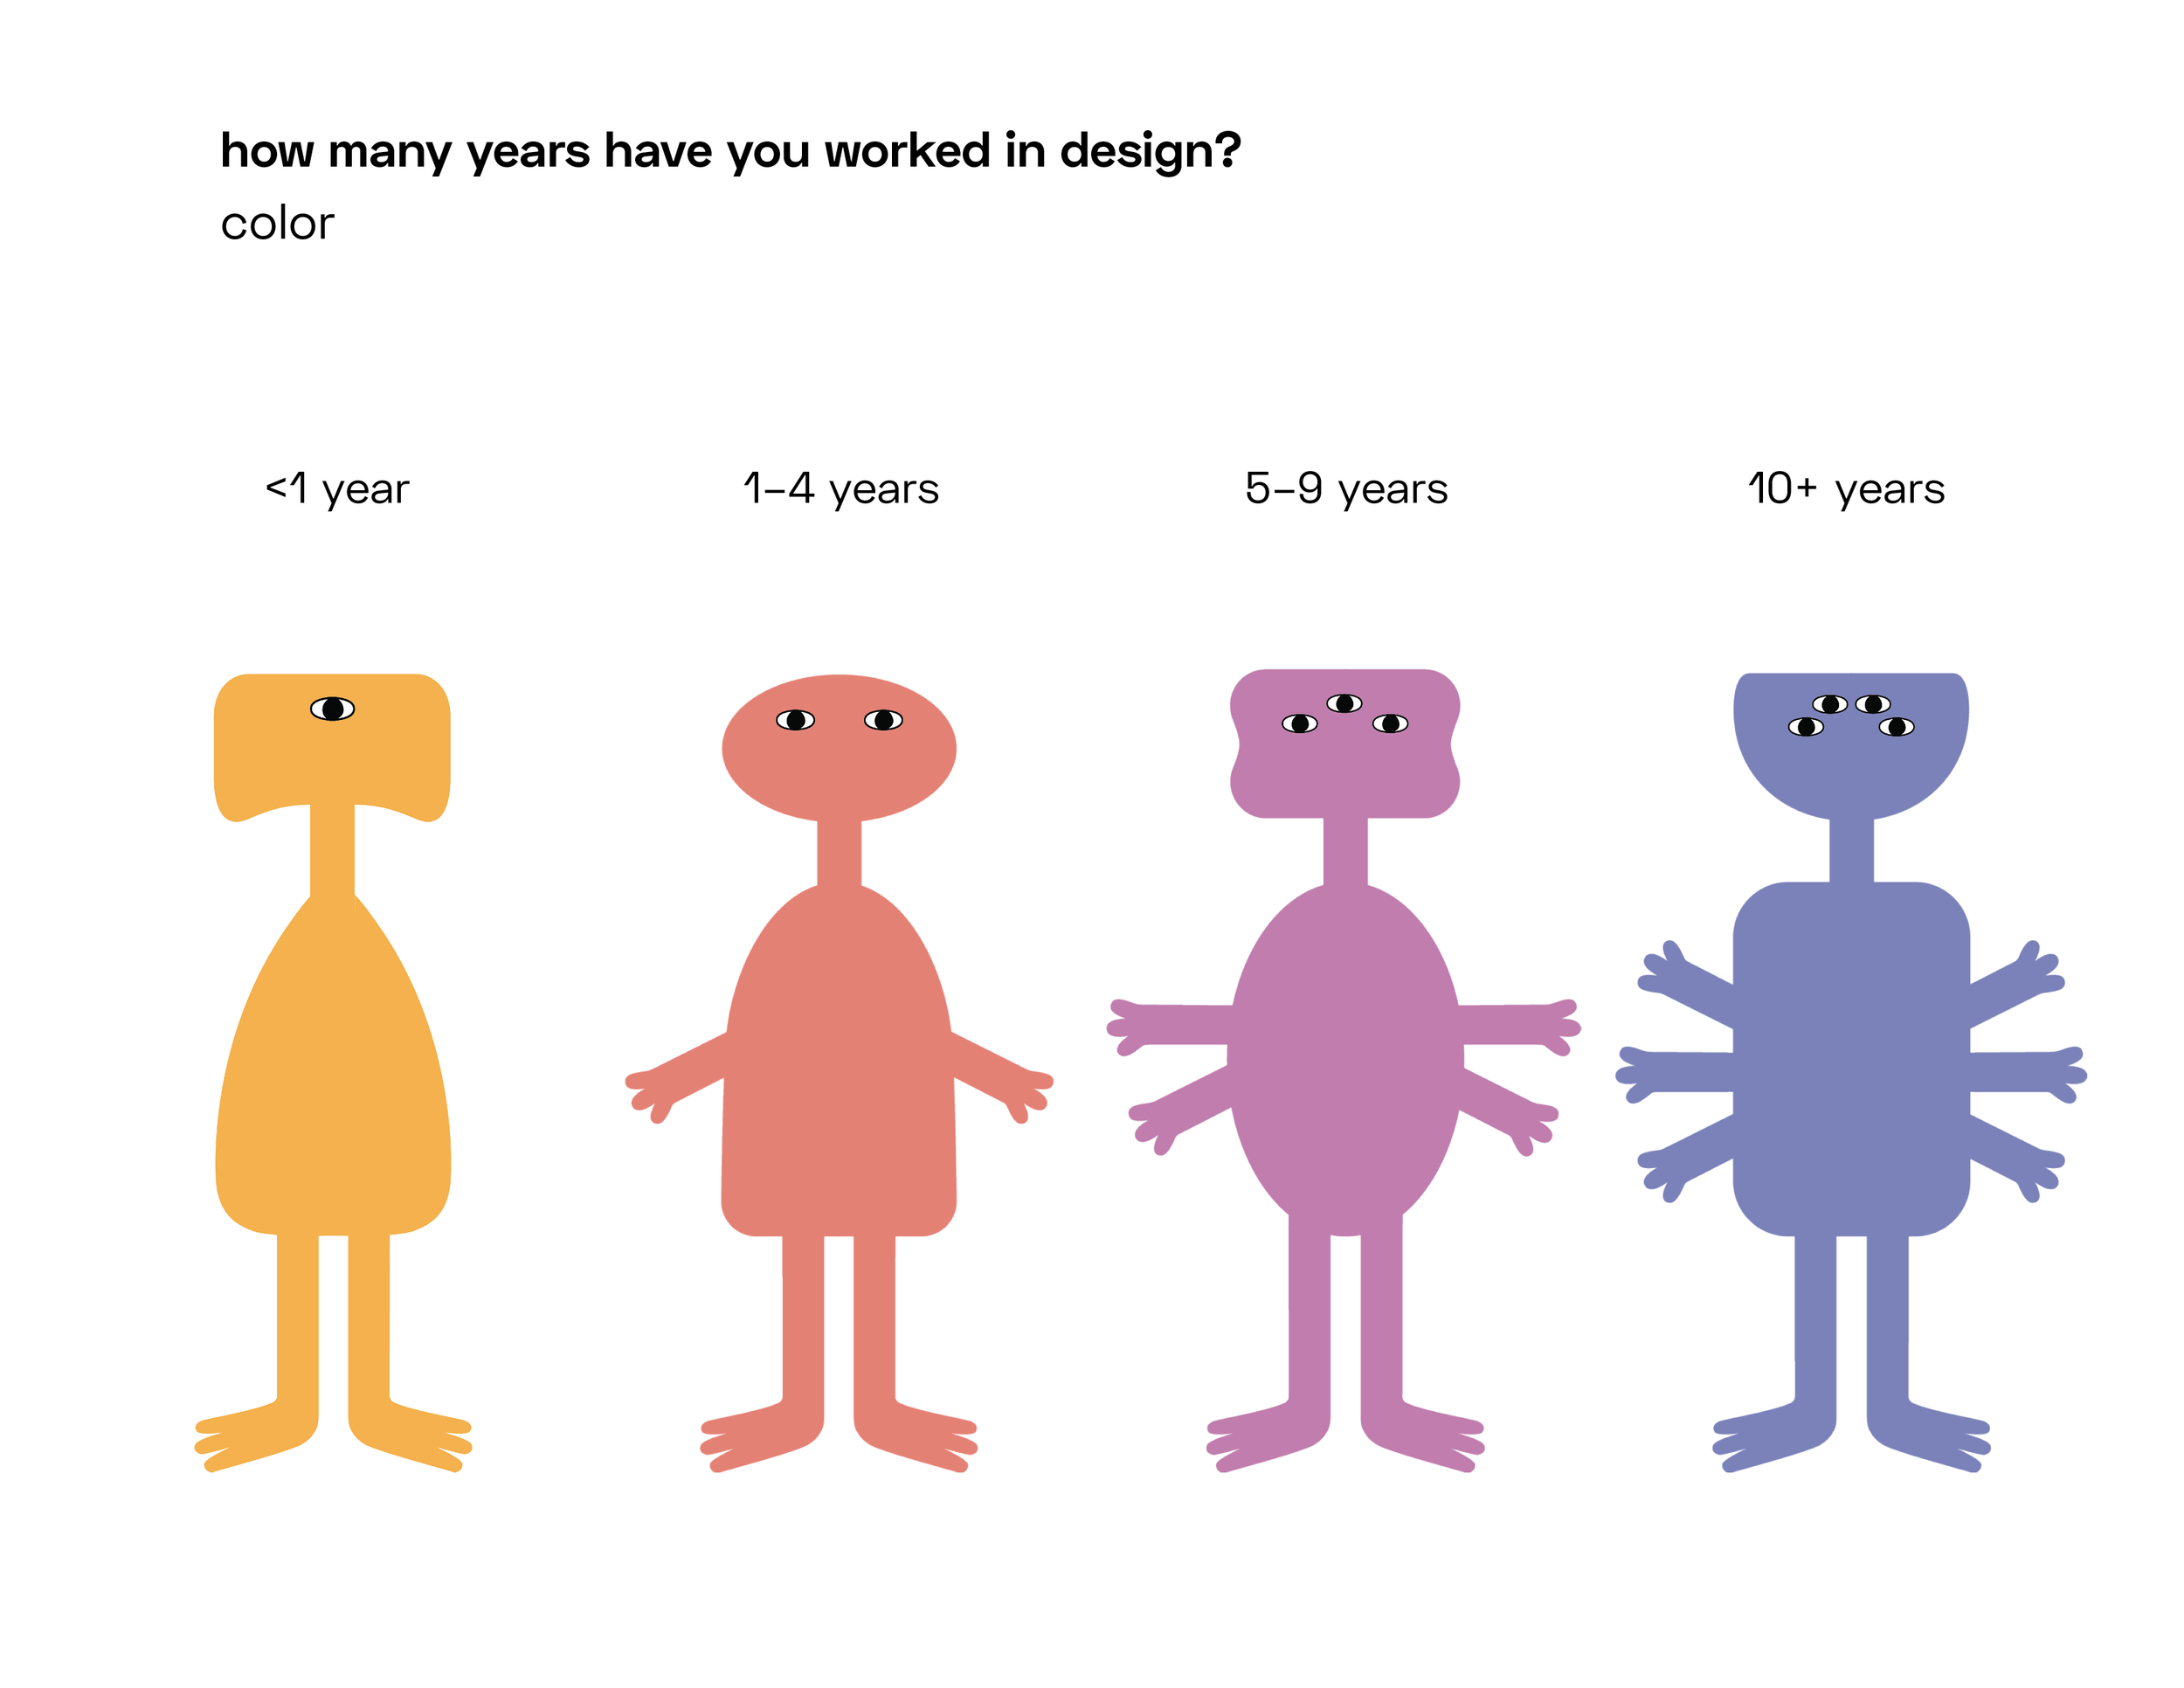 how many years have you worked in design?
color
<1 year
1–4 years
5–9 years
10+ years